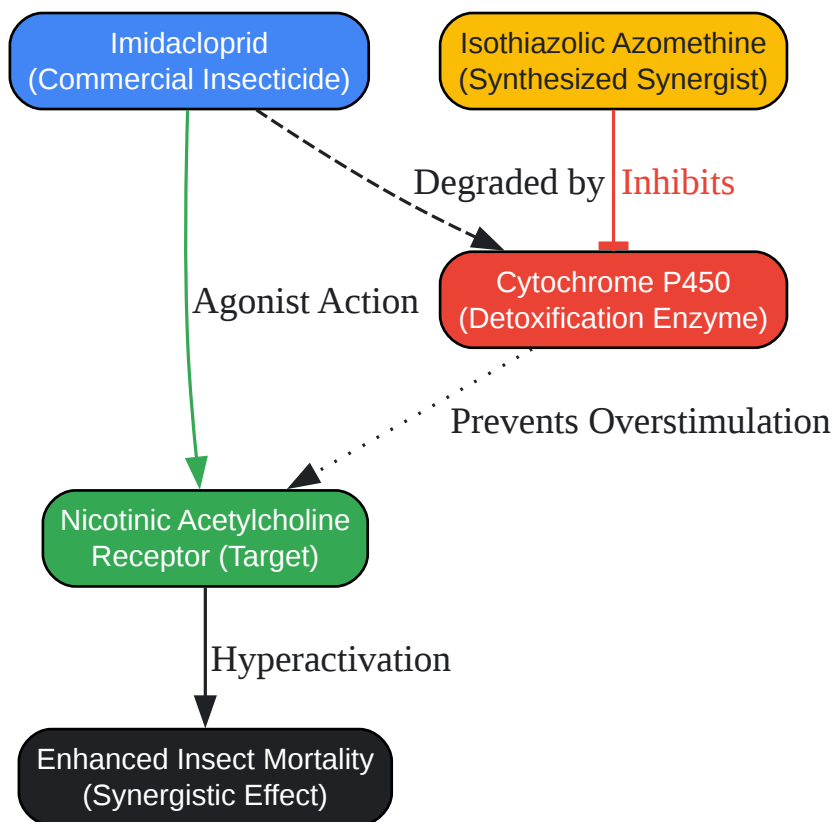 Imidacloprid
(Commercial Insecticide)
Isothiazolic Azomethine
(Synthesized Synergist)
Degraded by
Inhibits
Cytochrome P450
(Detoxification Enzyme)
Agonist Action
Prevents Overstimulation
Nicotinic Acetylcholine
Receptor (Target)
Hyperactivation
Enhanced Insect Mortality
(Synergistic Effect)